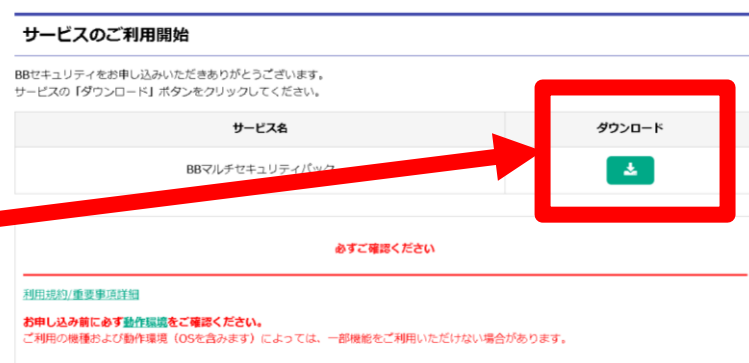 サービスのご利用開始
BBセキュリティをお申し込みいただきありがとうございます。
サービスの「ダウンロード」ボタンをクリックしてください。
サービス名 ダウンロード
BBマルチセキュリティパック
必ずご確認ください
利用規約/重要事項詳細
お申し込み前に必ず動作環境をご確認ください。
ご利用の機種および動作環境（OSを含みます）によっては、一部機能をご利用いただけない場合があります。